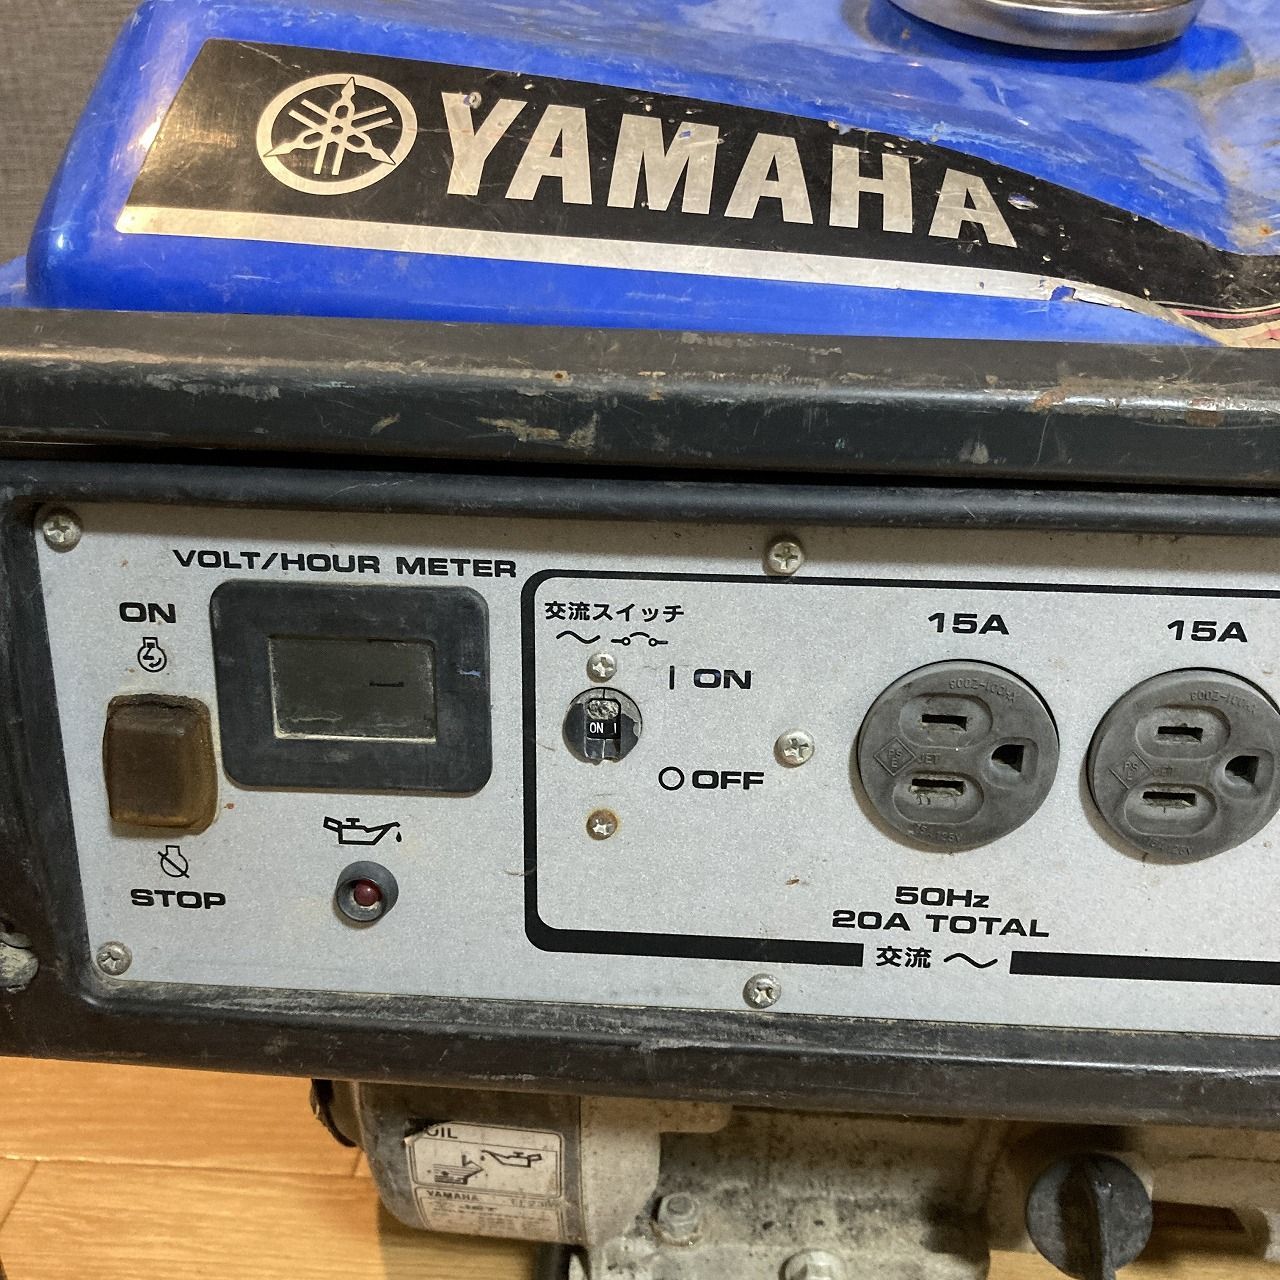 YAMAHA
VOLT/HOUR METER
ON
STOP
交流スイッチ
ON
ON
OFF
15A
15A
50Hz
20A TOTAL
交流
OIL
YAMAHA